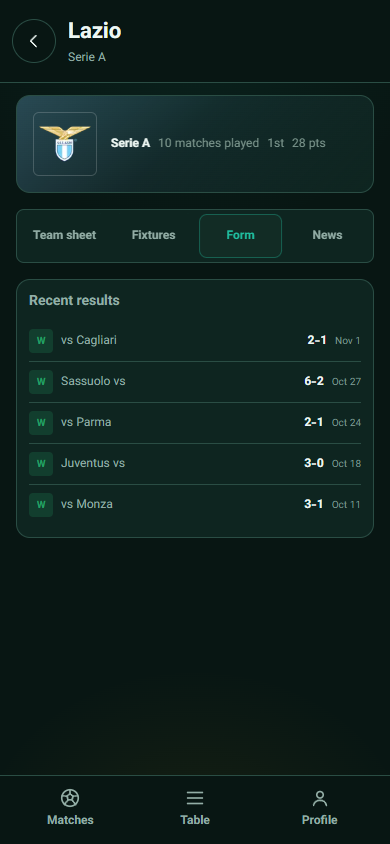 Lazio
Serie A
Serie A 10 matches played 1st 28 pts
Team sheet Fixtures Form News
Recent results
W vs Cagliari 2-1 Nov 1
W Sassuolo vs 6-2 Oct 27
W vs Parma 2-1 Oct 24
W Juventus vs 3-0 Oct 18
W vs Monza 3-1 Oct 11
Matches Table Profile